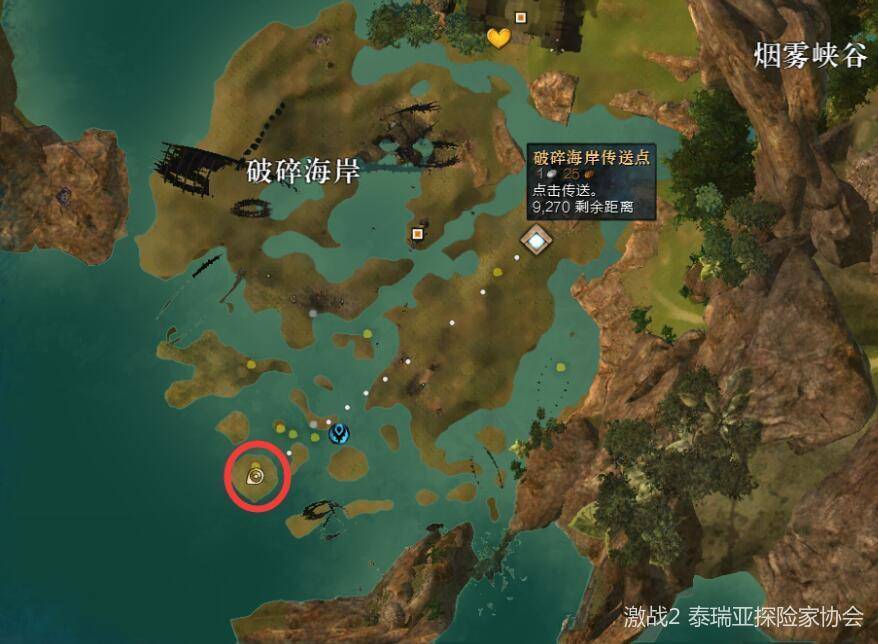 烟雾峡谷
破碎海岸
破碎海岸传送点
1 25
点击传送。
9,270 剩余距离
激战2 泰瑞亚探险家协会